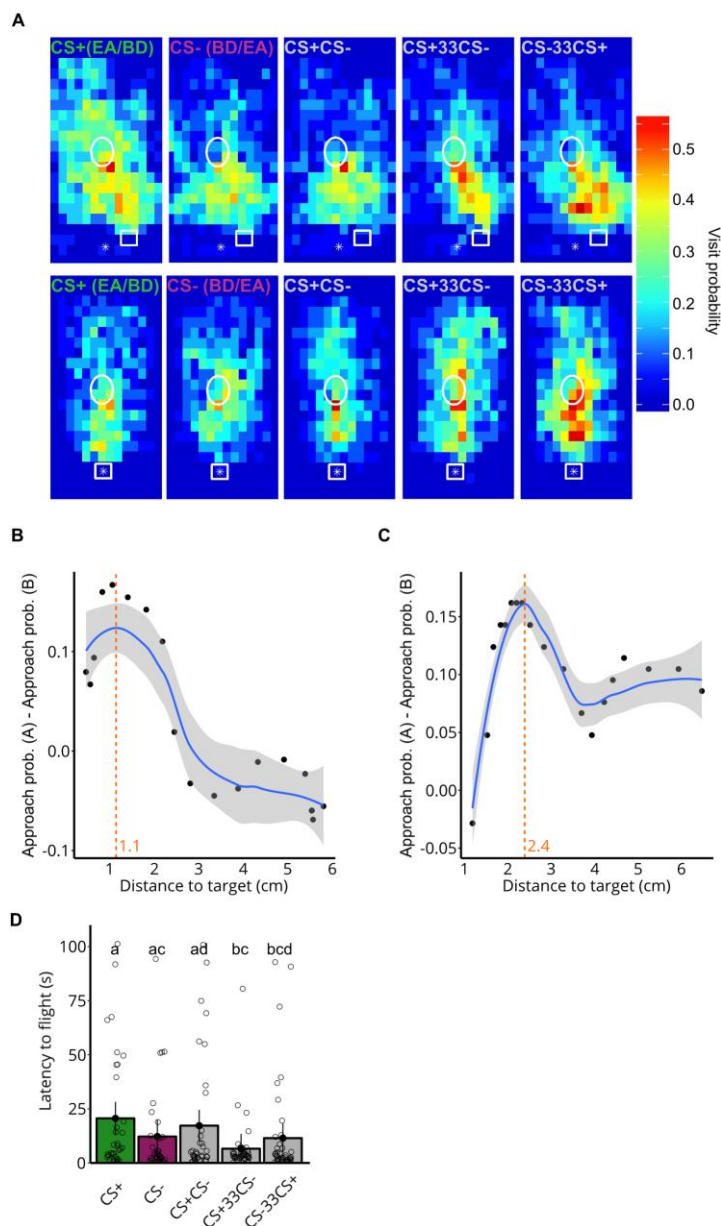 A
CS+(EA/BD) CS- (BD/EA) CS+CS- CS+33CS- CS-33CS+
*
*
*
*
*
CS+ (EA/BD) CS- (BD/EA) CS+CS- CS+33CS- CS-33CS+
*
*
*
*
*
0.5
0.4
0.3
0.2
0.1
0.0
Visit probability
B
Approach prob. (A) - Approach prob. (B)
0.1
0.0
-0.1
1.1
1 2 3 4 5 6
Distance to target (cm)
C
Approach prob. (A) - Approach prob. (B)
0.15
0.10
0.05
0.00
-0.05
2.4
1 2 3 4 5 6
Distance to target (cm)
D
Latency to flight (s)
100
75
50
25
0
a ac ad bc bcd
CS+ CS- CS+CS- CS+33CS- CS-33CS+